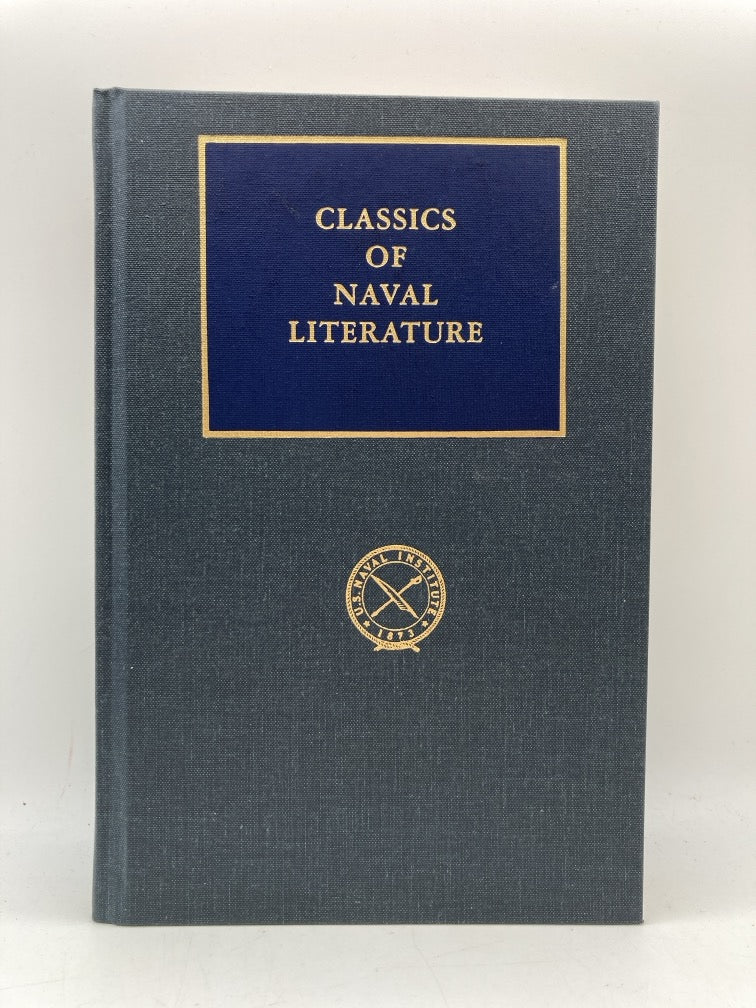 CLASSICS
OF
NAVAL
LITERATURE
U.S. NAVAL INSTITUTE
1873